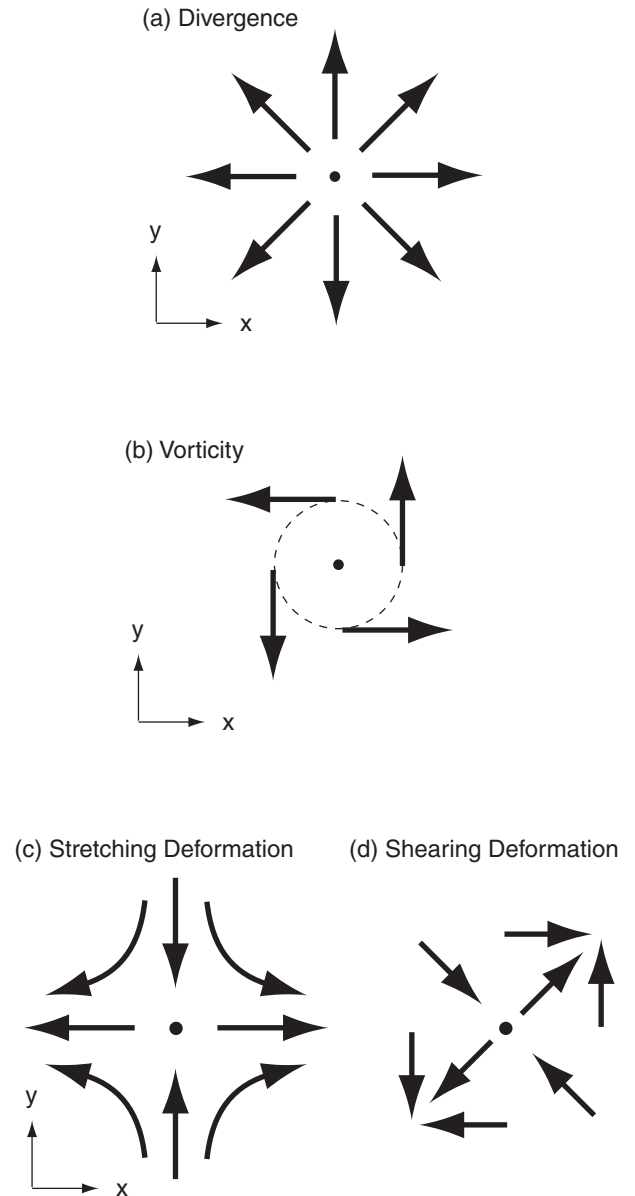 (a) Divergence
y
x
(b) Vorticity
y
x
(c) Stretching Deformation
(d) Shearing Deformation
y
x